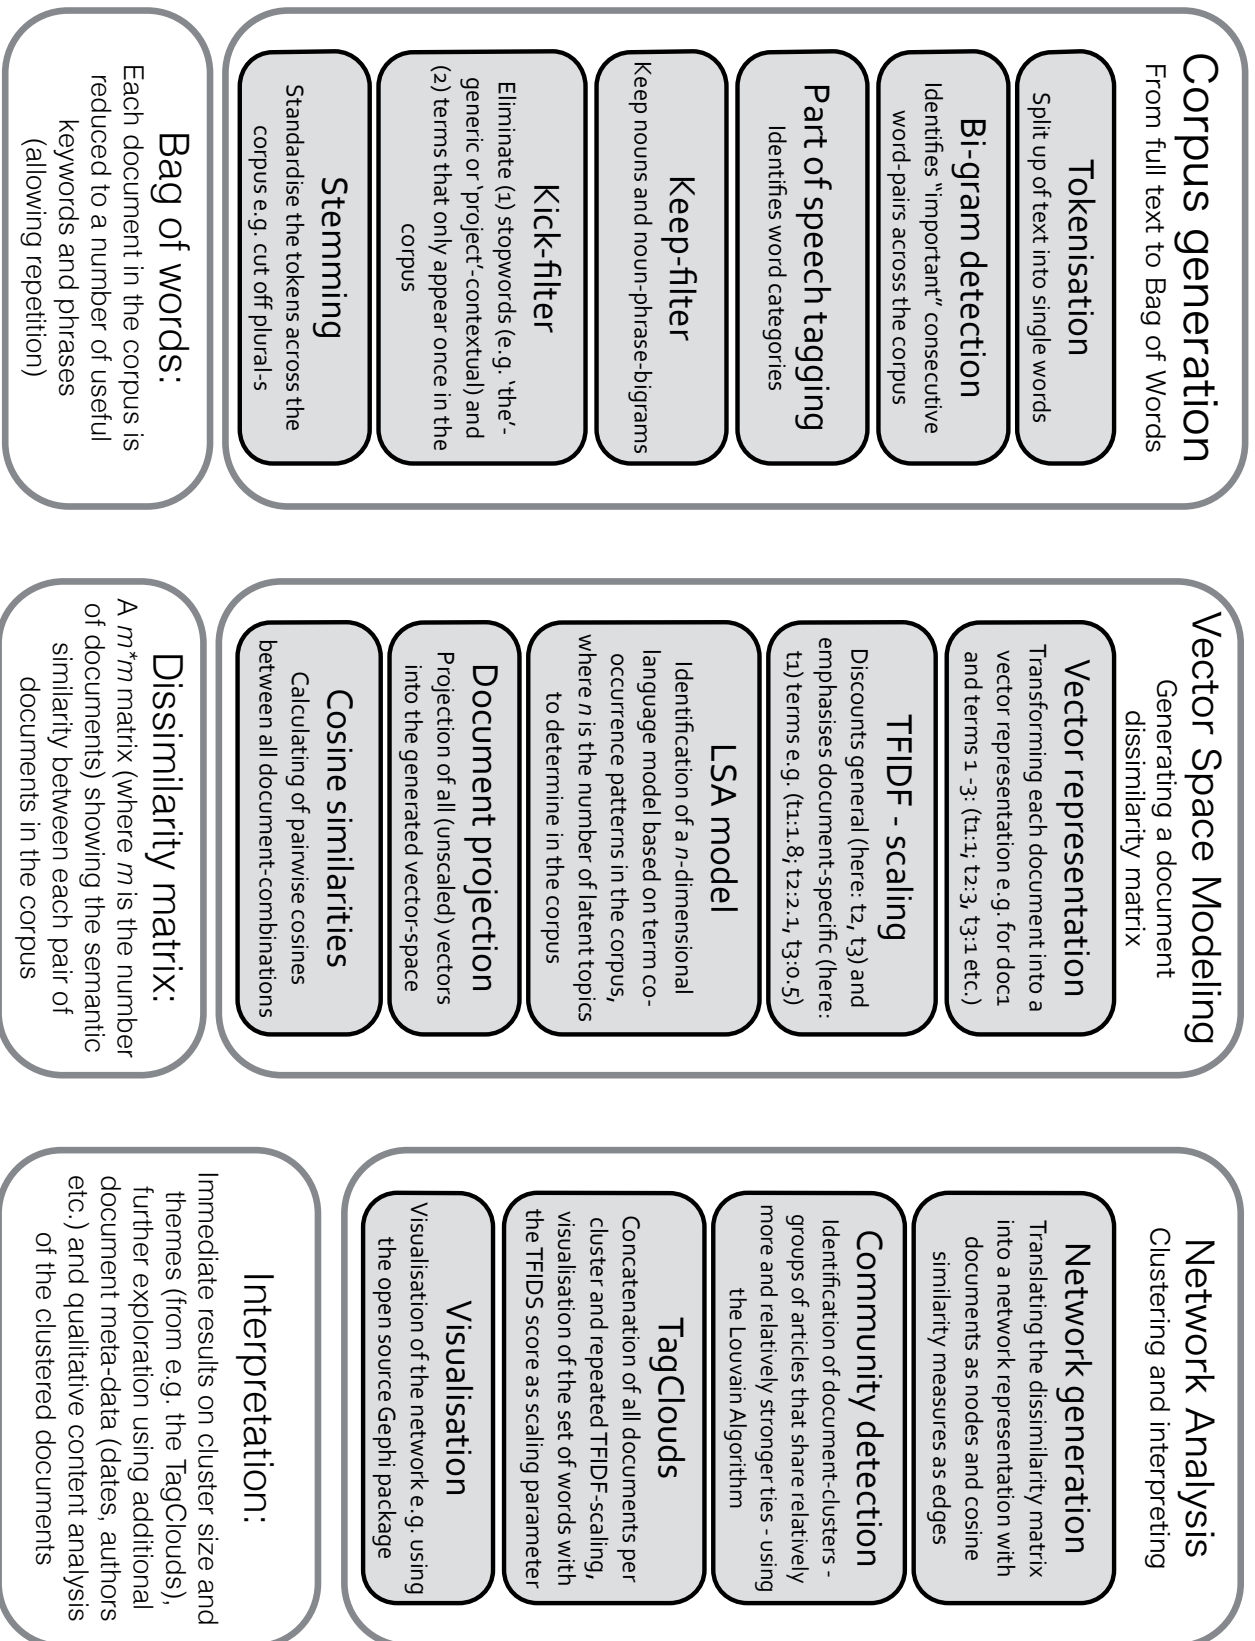 Corpus generation
From full text to Bag of Words
Tokenisation
Split up of text into single words
Bi-gram detection
Identifies “important” consecutive
word-pairs across the corpus
Part of speech tagging
Identifies word categories
Keep-filter
Keep nouns and noun-phrase-bigrams
Kick-filter
Eliminate (1) stopwords (e.g. ‘the’-
generic or ‘project’-contextual) and
(2) terms that only appear once in the
corpus
Stemming
Standardise the tokens across the
corpus e.g. cut off plural-s
Bag of words:
Each document in the corpus is
reduced to a number of useful
keywords and phrases
(allowing repetition)
Vector Space Modeling
Generating a document
dissimilarity matrix
Vector representation
Transforming each document into a
vector representation e.g. for doc1
and terms 1 -3: (t1:1; t2:3, t3:1 etc.)
TFIDF - scaling
Discounts general (here: t2, t3) and
emphasises document-specific (here:
t1) terms e.g. (t1:1.8; t2:2.1, t3:0.5)
LSA model
Identification of a n-dimensional
language model based on term co-
occurrence patterns in the corpus,
where n is the number of latent topics
to determine in the corpus
Document projection
Projection of all (unscaled) vectors
into the generated vector-space
Cosine similarities
Calculating of pairwise cosines
between all document-combinations
Dissimilarity matrix:
A m*m matrix (where m is the number
of documents) showing the semantic
similarity between each pair of
documents in the corpus
Network Analysis
Clustering and interpreting
Network generation
Translating the dissimilarity matrix
into a network representation with
documents as nodes and cosine
similarity measures as edges
Community detection
Identification of document-clusters -
groups of articles that share relatively
more and relatively stronger ties - using
the Louvain Algorithm
TagClouds
Concatenation of all documents per
cluster and repeated TFIDF-scaling,
visualisation of the set of words with
the TFIDS score as scaling parameter
Visualisation
Visualisation of the network e.g. using
the open source Gephi package
Interpretation:
Immediate results on cluster size and
themes (from e.g. the TagClouds),
further exploration using additional
document meta-data (dates, authors
etc.) and qualitative content analysis
of the clustered documents